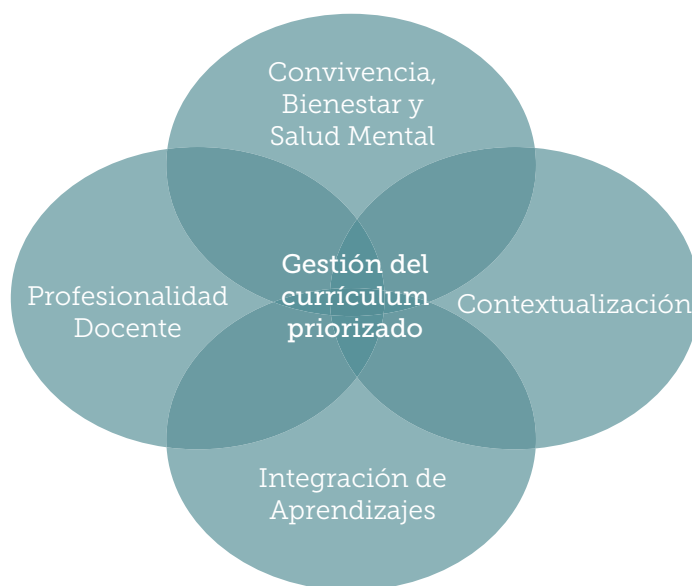 Convivencia,
Bienestar y
Salud Mental
Profesionalidad
Docente
Gestión del
currículum
priorizado
Contextualización
Integración de
Aprendizajes